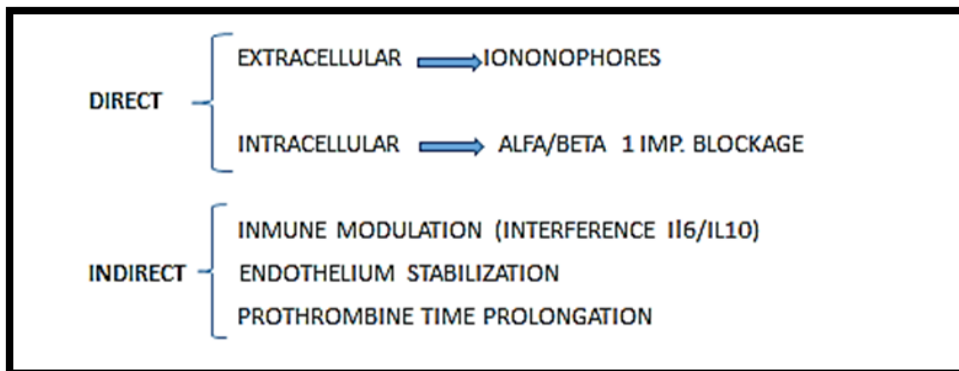 EXTRACELLULAR IONONOPHORES
DIRECT
INTRACELLULAR ALFA/BETA 1 IMP. BLOCKAGE
INMUNE MODULATION (INTERFERENCE Il6/IL10)
INDIRECT ENDOTHELIUM STABILIZATION
PROTHROMBINE TIME PROLONGATION